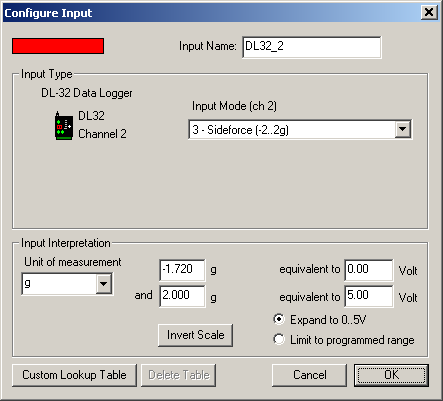 Configure Input
Input Name: DL32_2
Input Type
DL-32 Data Logger
DL32
Channel 2
Input Mode (ch 2)
3 - Sideforce (-2..2g)
Input Interpretation
Unit of measurement
g
-1.720 g equivalent to 0.00 Volt
and 2.000 g equivalent to 5.00 Volt
Invert Scale
Expand to 0..5V
Limit to programmed range
Custom Lookup Table Delete Table Cancel OK